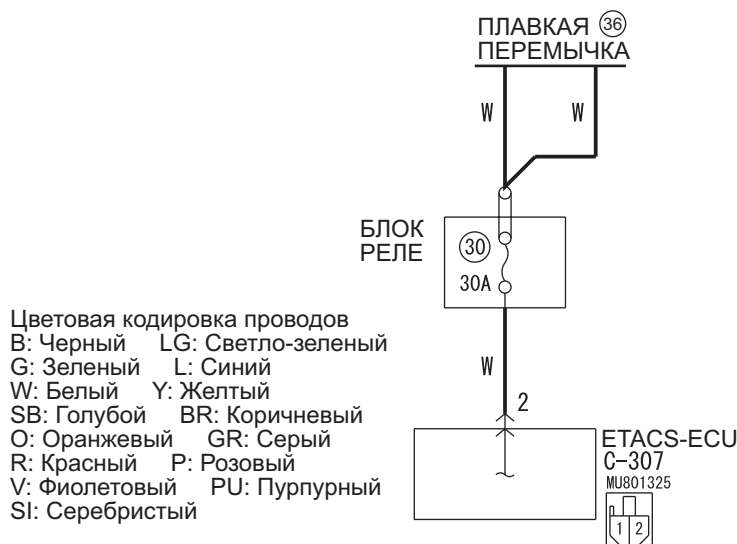 ПЛАВКАЯ 36
ПЕРЕМЫЧКА
W W
БЛОК
РЕЛЕ
30
30A
W
2
ETACS-ECU
C-307
MU801325
1 2
Цветовая кодировка проводов
B: Черный LG: Светло-зеленый
G: Зеленый L: Синий
W: Белый Y: Желтый
SB: Голубой BR: Коричневый
O: Оранжевый GR: Серый
R: Красный P: Розовый
V: Фиолетовый PU: Пурпурный
SI: Серебристый